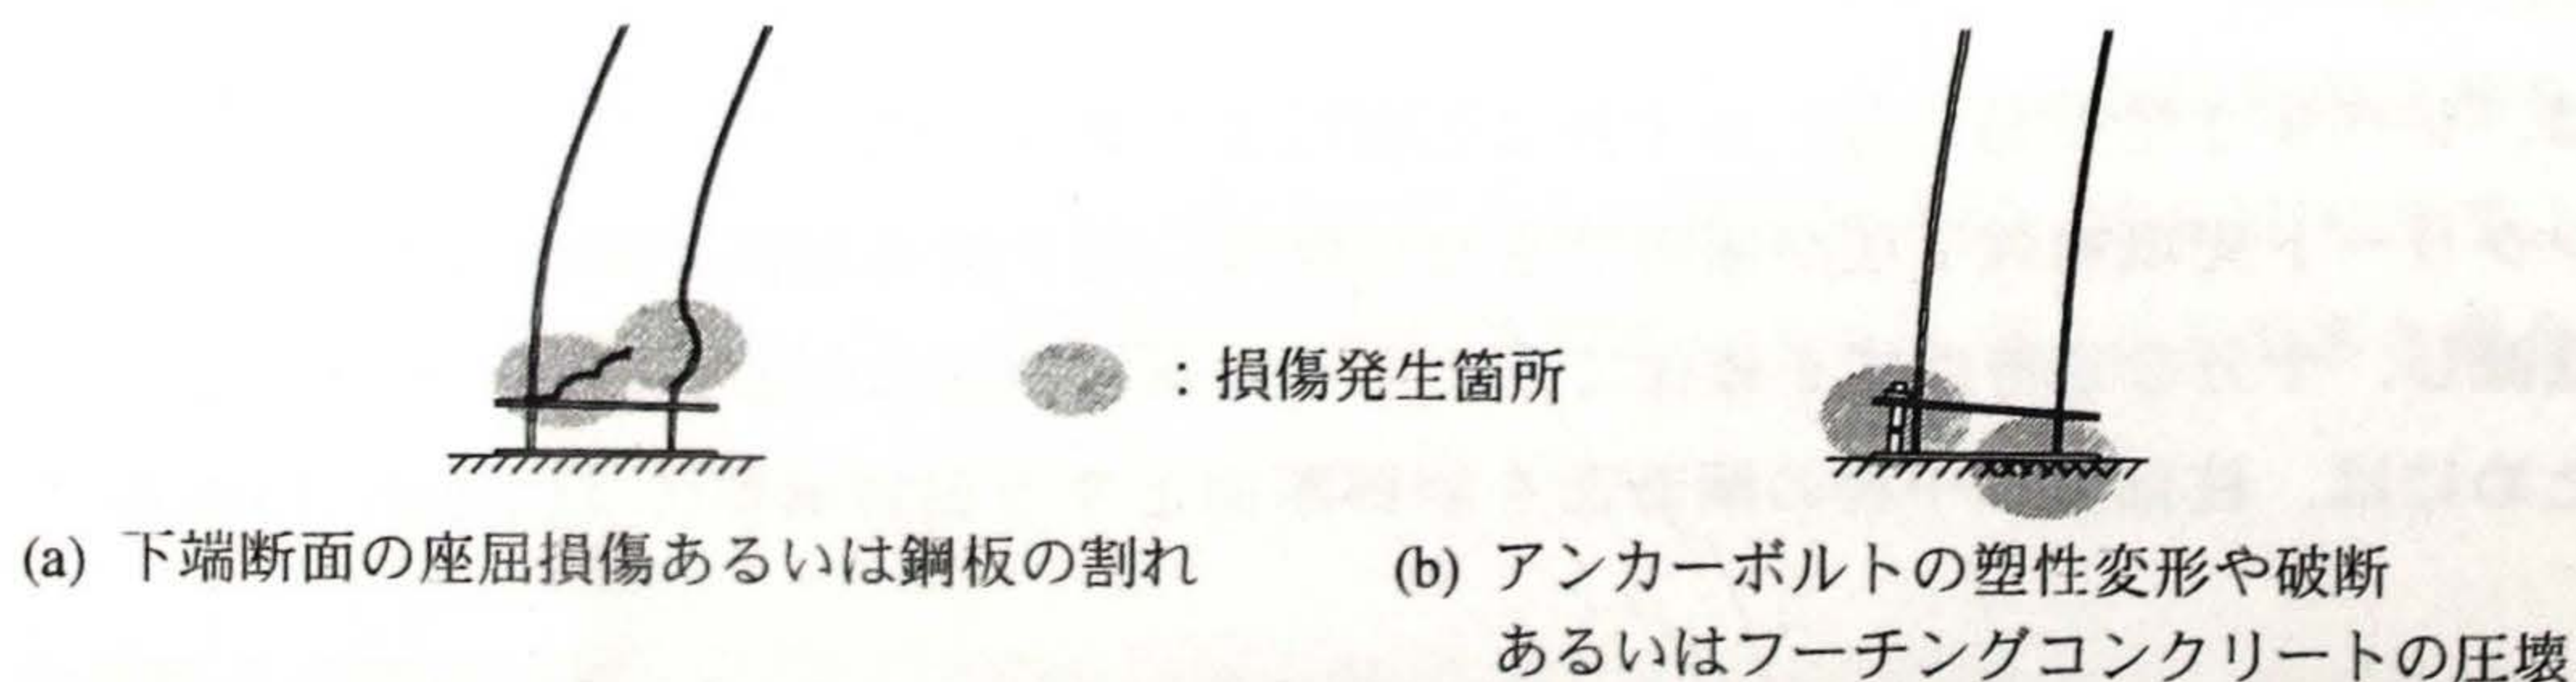 ：損傷発生箇所
(a) 下端断面の座屈損傷あるいは鋼板の割れ
(b) アンカーボルトの塑性変形や破断
あるいはフーチングコンクリートの圧壊